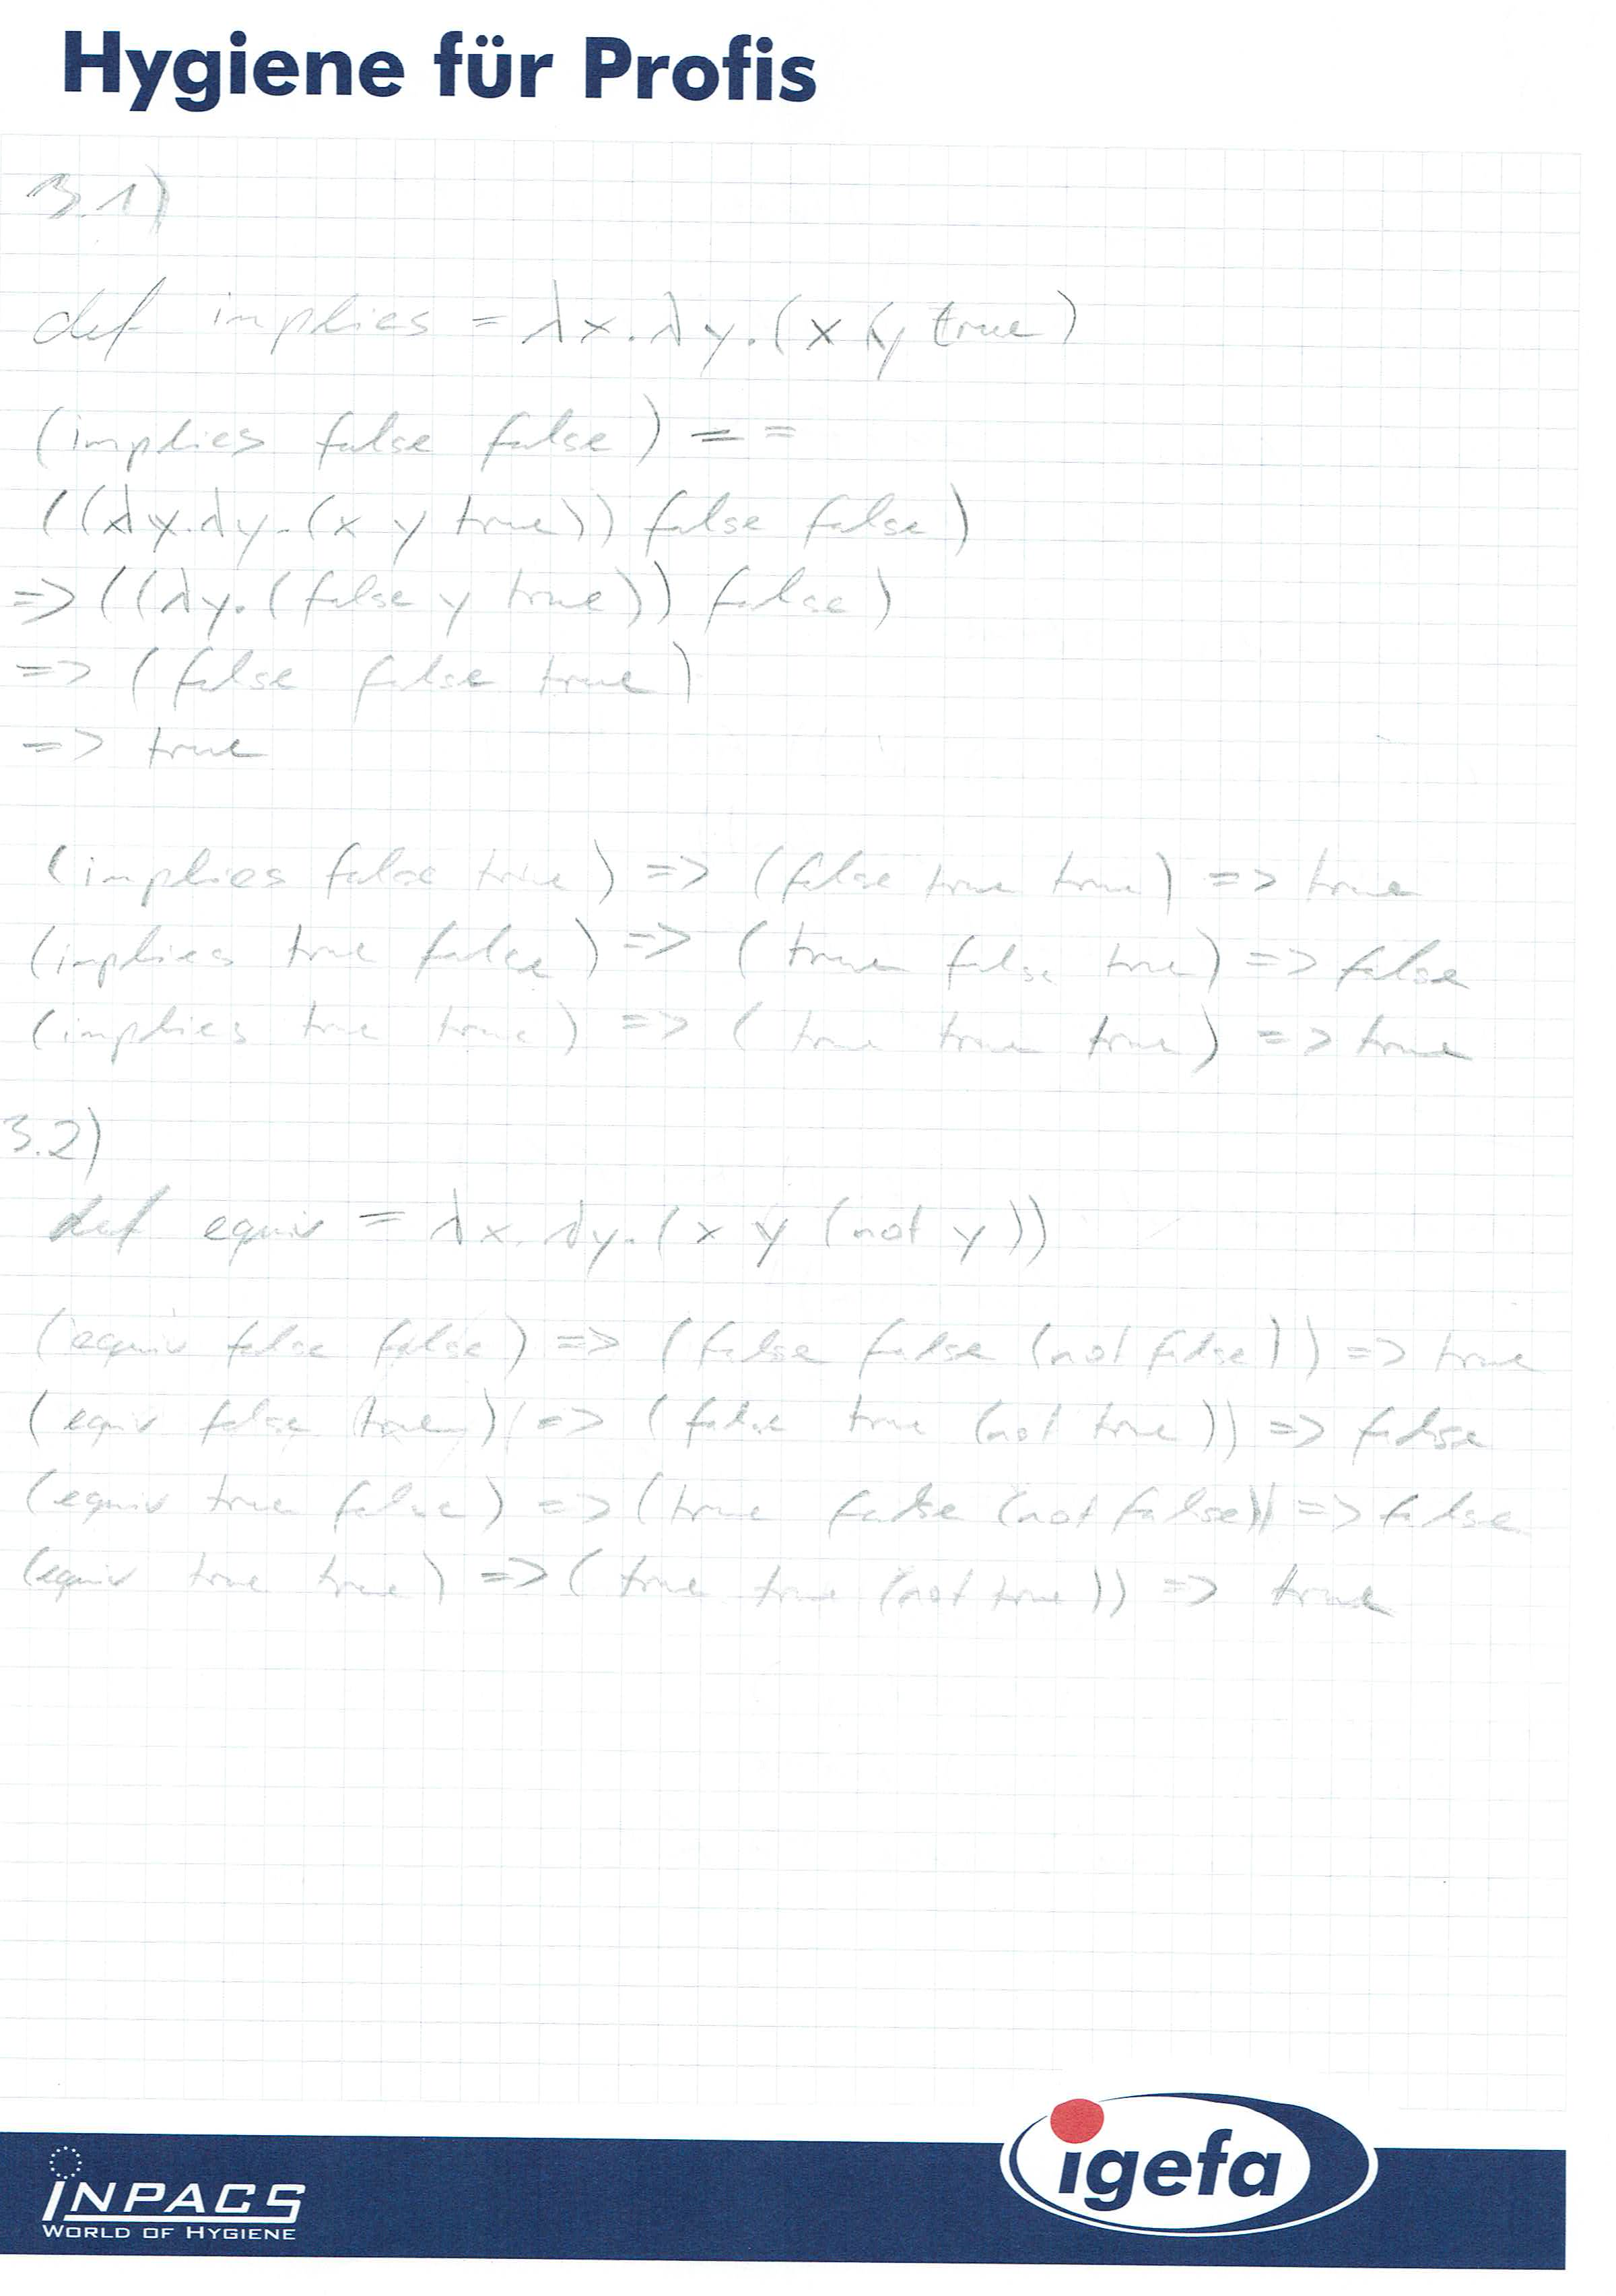 Hygiene für Profis
3.1)
def implies = λx.λy.(x y true)
(implies false false) ==
((λy.λy.(x y true)) false false)
=> ((λy.(false y true)) false)
=> (false false true)
=> true
(implies false true) => (false true true) => true
(implies true false) => (true false true) => false
(implies true true) => (true true true) => true
3.2)
def equiv = λx.λy.(x y (not y))
(equiv false false) => (false false (not false)) => true
(equiv false true) => (false true (not true)) => false
(equiv true false) => (true false (not false)) => false
(equiv true true) => (true true (not true)) => true
igefa
INPACS
WORLD OF HYGIENE